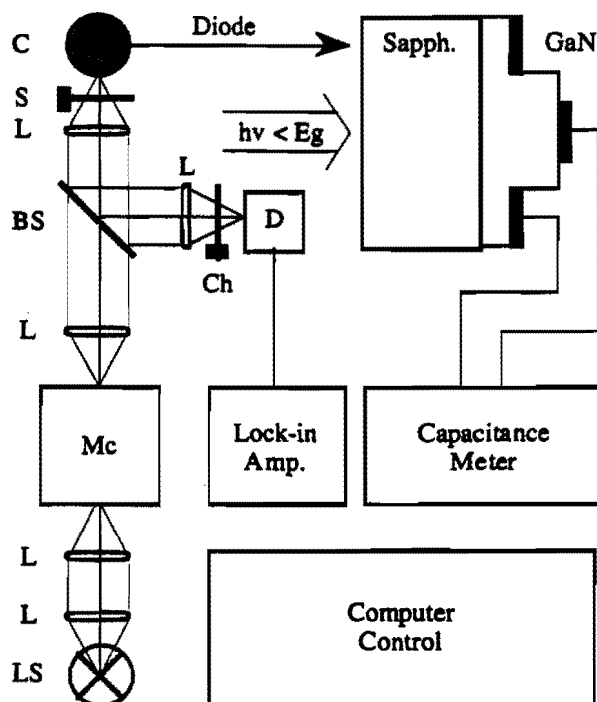 C
Diode
Sapph.
GaN
S
L
hν < Eg
L
BS
D
Ch
L
Mc
Lock-in
Amp.
Capacitance
Meter
L
L
Computer
Control
LS